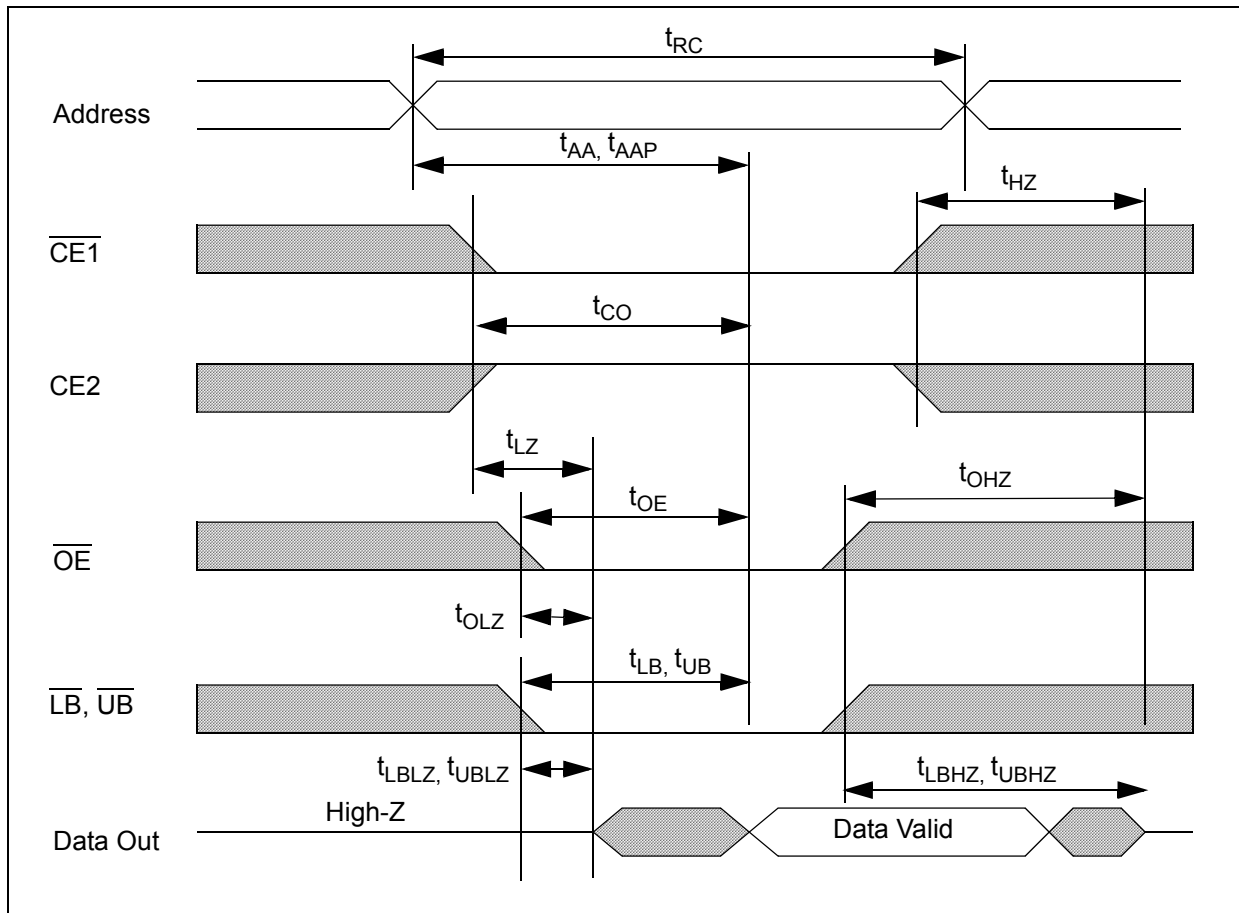 tRC
Address
tAA, tAAP
tHZ
CE1
tCO
CE2
tLZ
tOHZ
tOE
OE
tOLZ
tLB, tUB
LB, UB
tLBLZ, tUBLZ
tLBHZ, tUBHZ
High-Z
Data Valid
Data Out